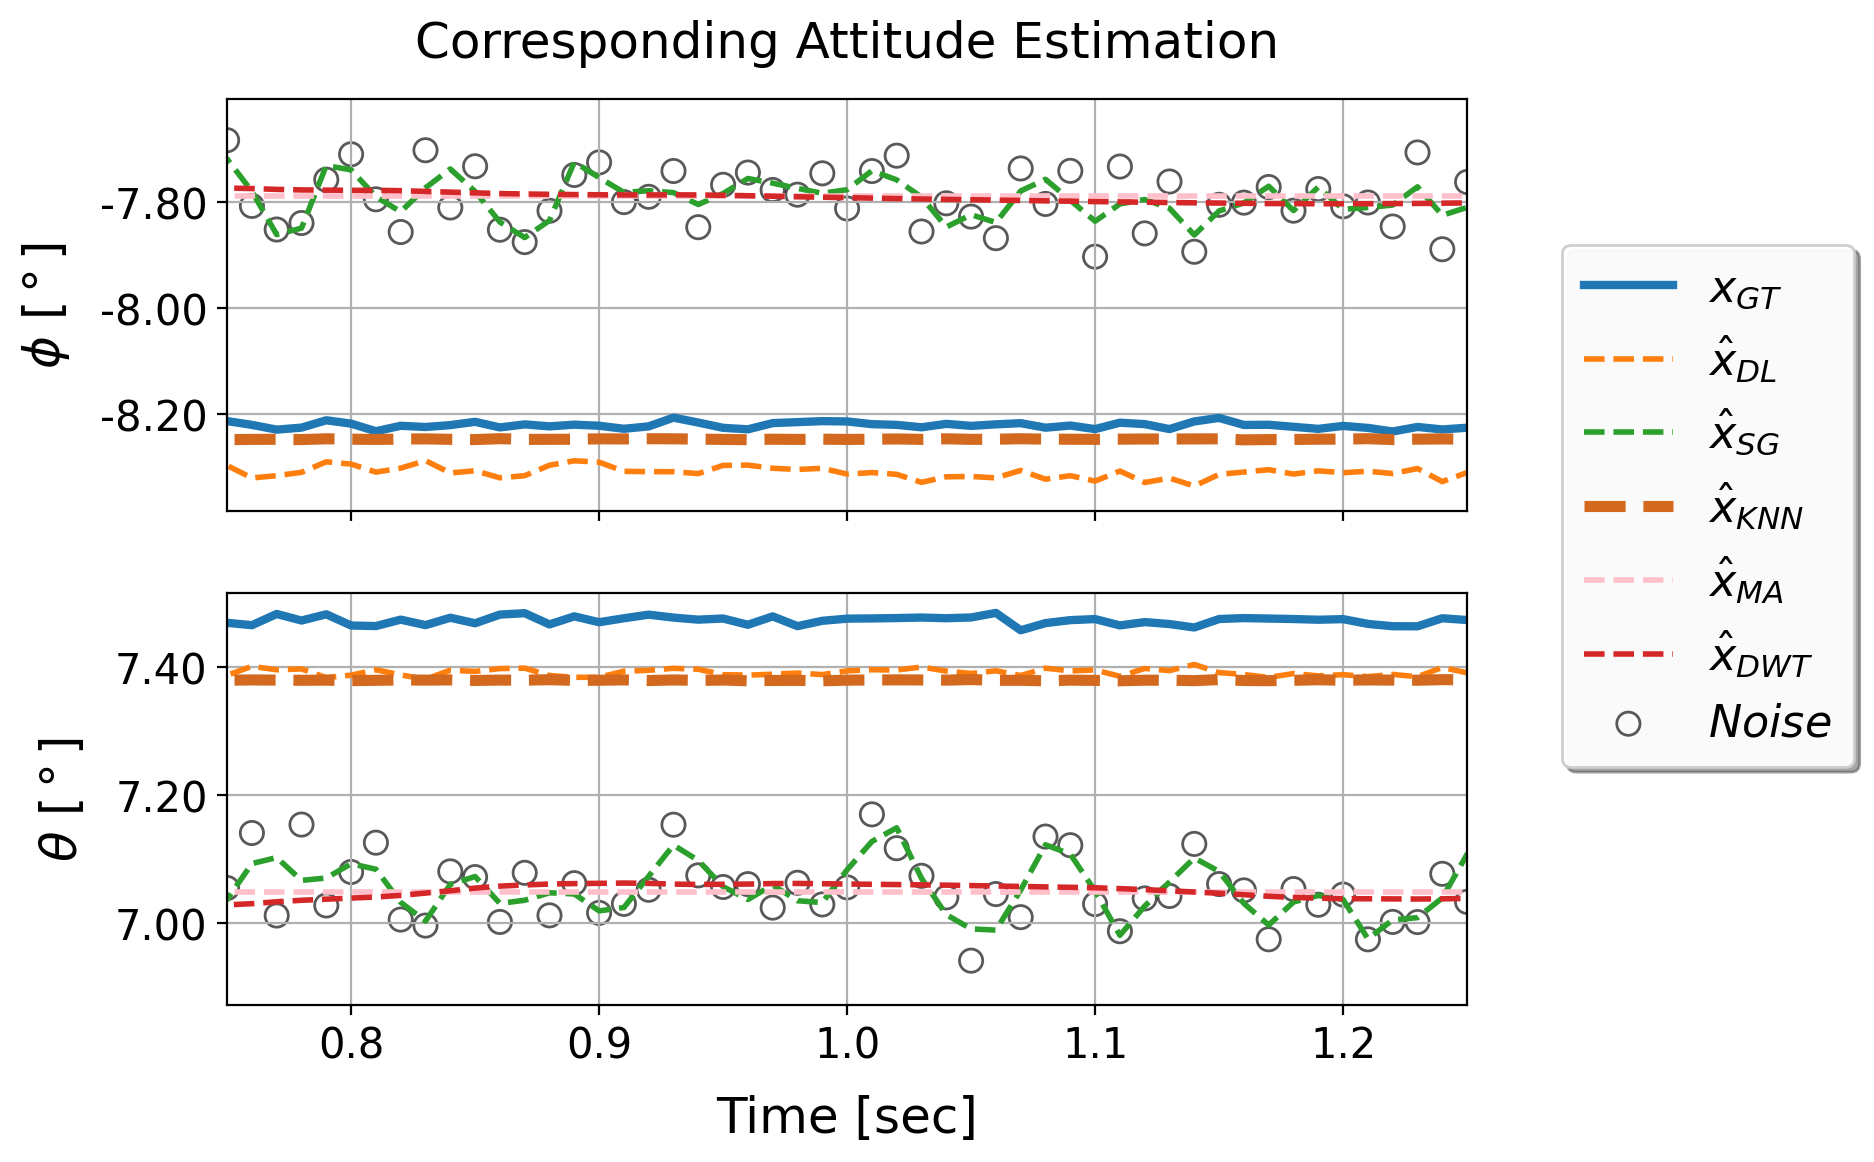 Corresponding Attitude Estimation
ϕ [°]
-7.80
-8.00
-8.20
θ [°]
7.40
7.20
7.00
0.8 0.9 1.0 1.1 1.2
Time [sec]
x_GT
x̂_DL
x̂_SG
x̂_KNN
x̂_MA
x̂_DWT
Noise